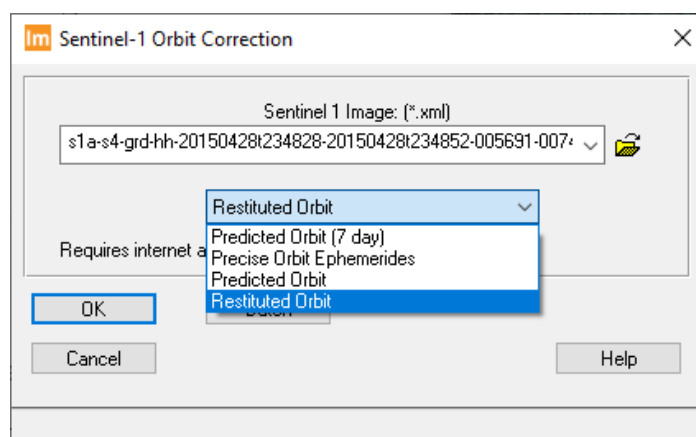 Im Sentinel-1 Orbit Correction
Sentinel 1 Image: (*.xml)
s1a-s4-grd-hh-20150428t234828-20150428t234852-005691-007
Restituted Orbit
Predicted Orbit (7 day)
Requires internet a
Precise Orbit Ephemerides
Predicted Orbit
Restituted Orbit
OK
Cancel
Help